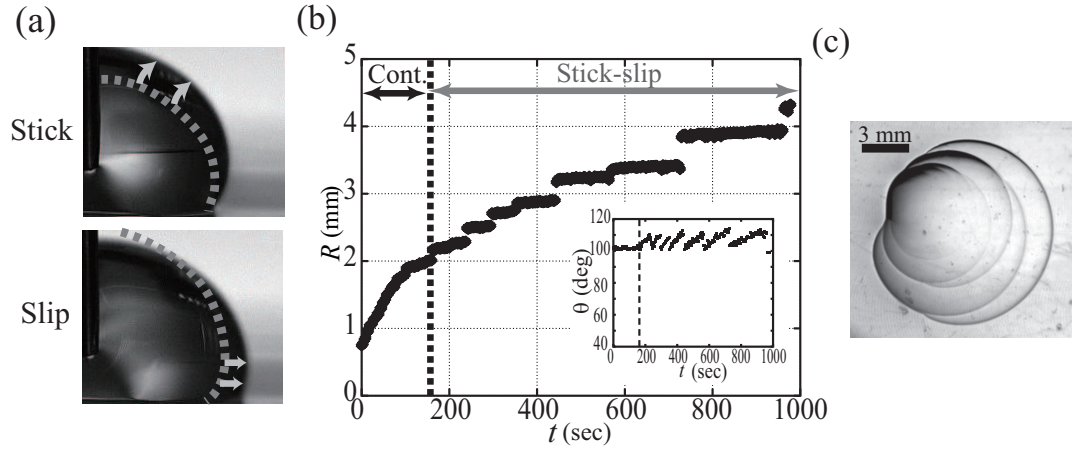 (a)
Stick
Slip
(b)
Cont.
Stick-slip
5
4
3
2
1
0
R (mm)
0 200 400 600 800 1000
t (sec)
120
100
80
60
40
θ (deg)
0 200 400 600 800 1000
t (sec)
(c)
3 mm